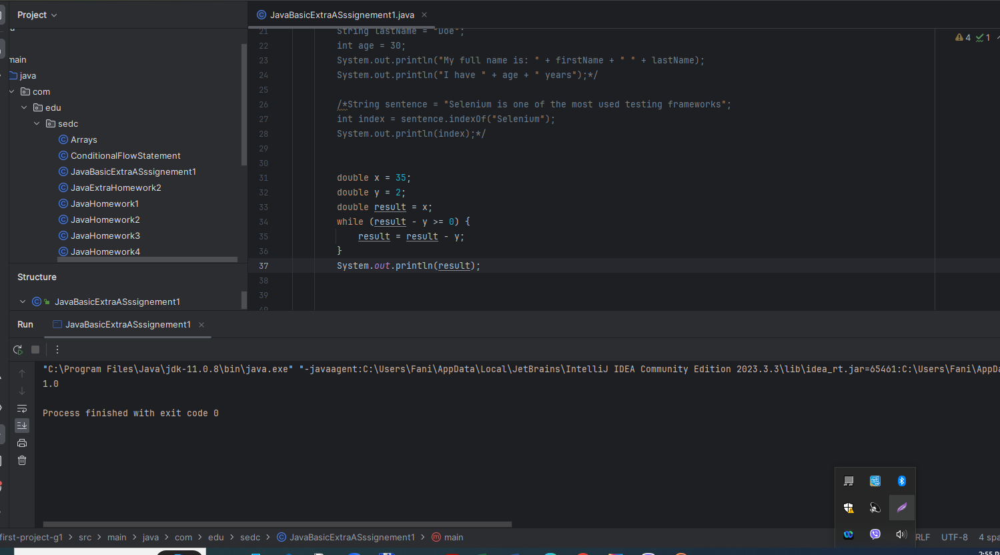 Project
JavaBasicExtraASssignement1.java
main
java
com
edu
sedc
Arrays
ConditionalFlowStatement
JavaBasicExtraASssignement1
JavaExtraHomework2
JavaHomework1
JavaHomework2
JavaHomework3
JavaHomework4
Structure
JavaBasicExtraASssignement1
21 String lastName = "Doe";
22 int age = 30;
23 System.out.println("My full name is: " + firstName + " " + lastName);
24 System.out.println("I have " + age + " years");*/
25
26 /*String sentence = "Selenium is one of the most used testing frameworks";
27 int index = sentence.indexOf("Selenium");
28 System.out.println(index);*/
29
30
31 double x = 35;
32 double y = 2;
33 double result = x;
34 while (result - y >= 0) {
35 result = result - y;
36 }
37 System.out.println(result);
38
39
40
4 1
Run JavaBasicExtraASssignement1
"C:\Program Files\Java\jdk-11.0.8\bin\java.exe" "-javaagent:C:\Users\Fani\AppData\Local\JetBrains\IntelliJ IDEA Community Edition 2023.3.3\lib\idea_rt.jar=65461:C:\Users\Fani\AppDa
1.0
Process finished with exit code 0
first-project-g1 > src > main > java > com > edu > sedc > JavaBasicExtraASssignement1 > main
RLF UTF-8 4 spa
2:55